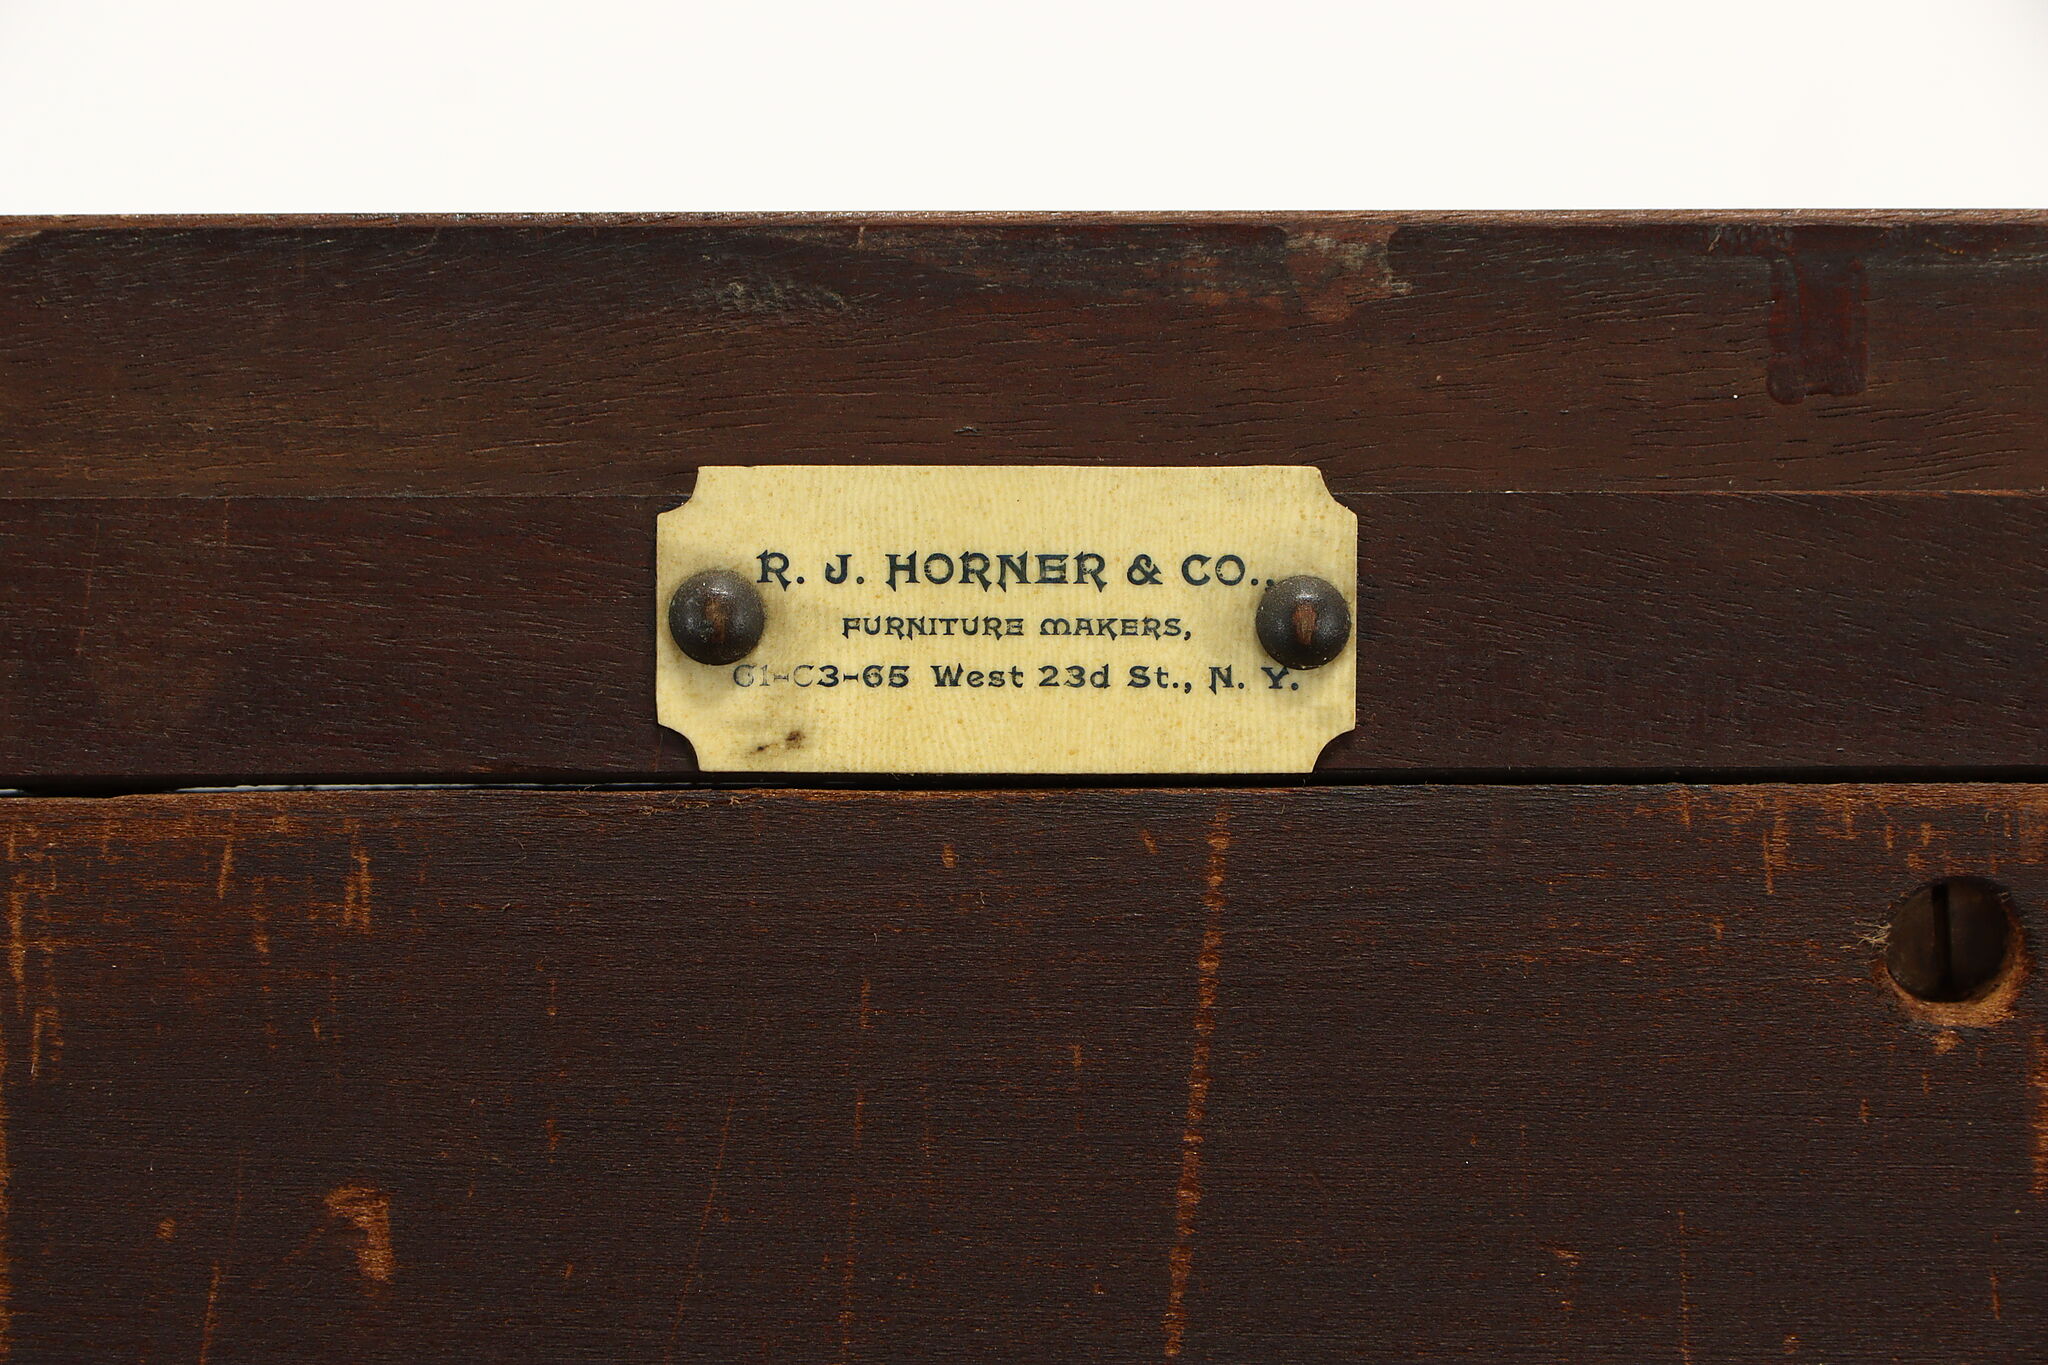 R. J. HORNER & CO.,
FURNITURE MAKERS,
61-63-65 West 23d St., N. Y.